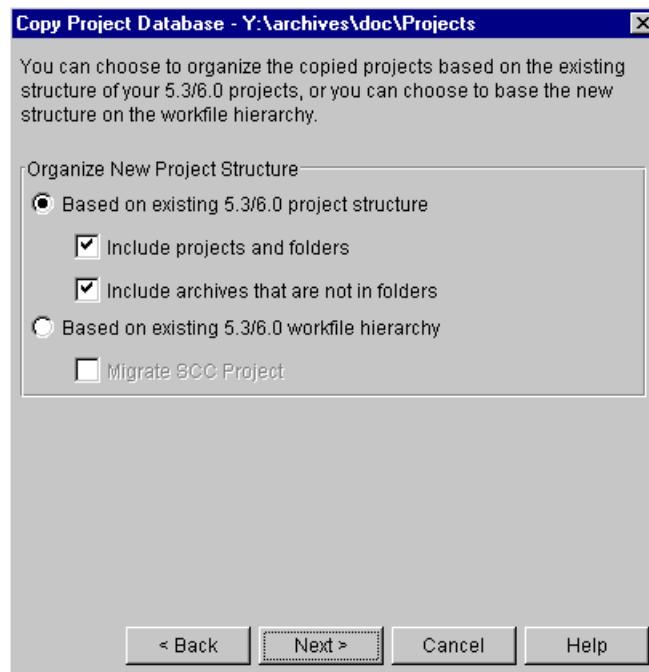 Copy Project Database - Y:\archives\doc\Projects
You can choose to organize the copied projects based on the existing
structure of your 5.3/6.0 projects, or you can choose to base the new
structure on the workfile hierarchy.
Organize New Project Structure
Based on existing 5.3/6.0 project structure
Include projects and folders
Include archives that are not in folders
Based on existing 5.3/6.0 workfile hierarchy
Migrate SCC Project
< Back Next > Cancel Help